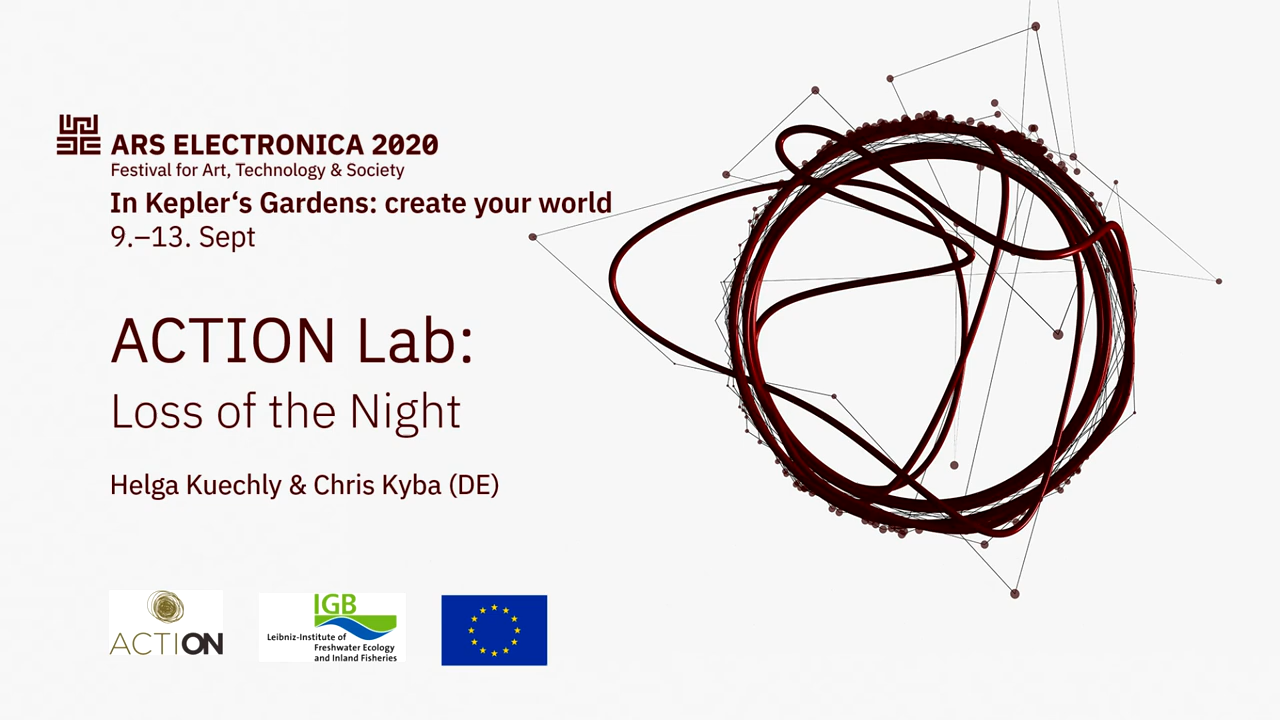 ARS ELECTRONICA 2020
Festival for Art, Technology & Society
In Kepler‘s Gardens: create your world
9.–13. Sept
ACTION Lab:
Loss of the Night
Helga Kuechly & Chris Kyba (DE)
ACTION
IGB
Leibniz-Institute of
Freshwater Ecology
and Inland Fisheries